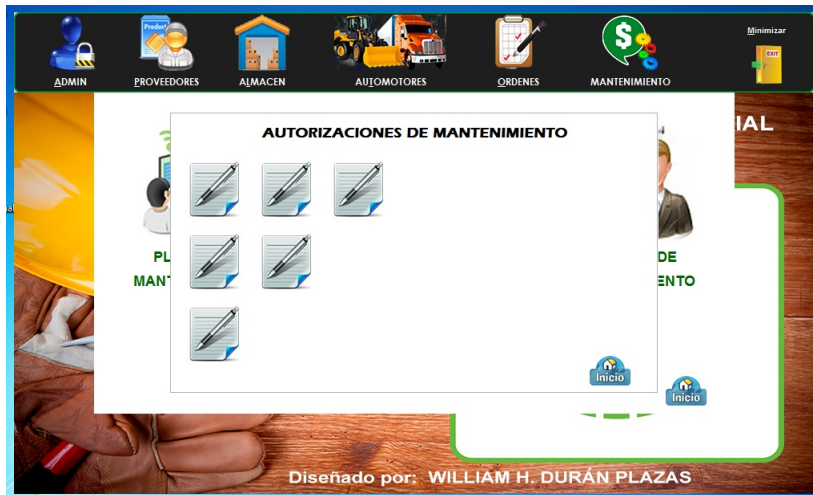 Minimizar
Product
EXIT
ADMIN
PROVEEDORES
ALMACEN
AUTOMOTORES
ORDENES
MANTENIMIENTO
IAL
AUTORIZACIONES DE MANTENIMIENTO
PL
DE
MANT
ENTO
Inicio
Inicio
Diseñado por: WILLIAM H. DURÁN PLAZAS